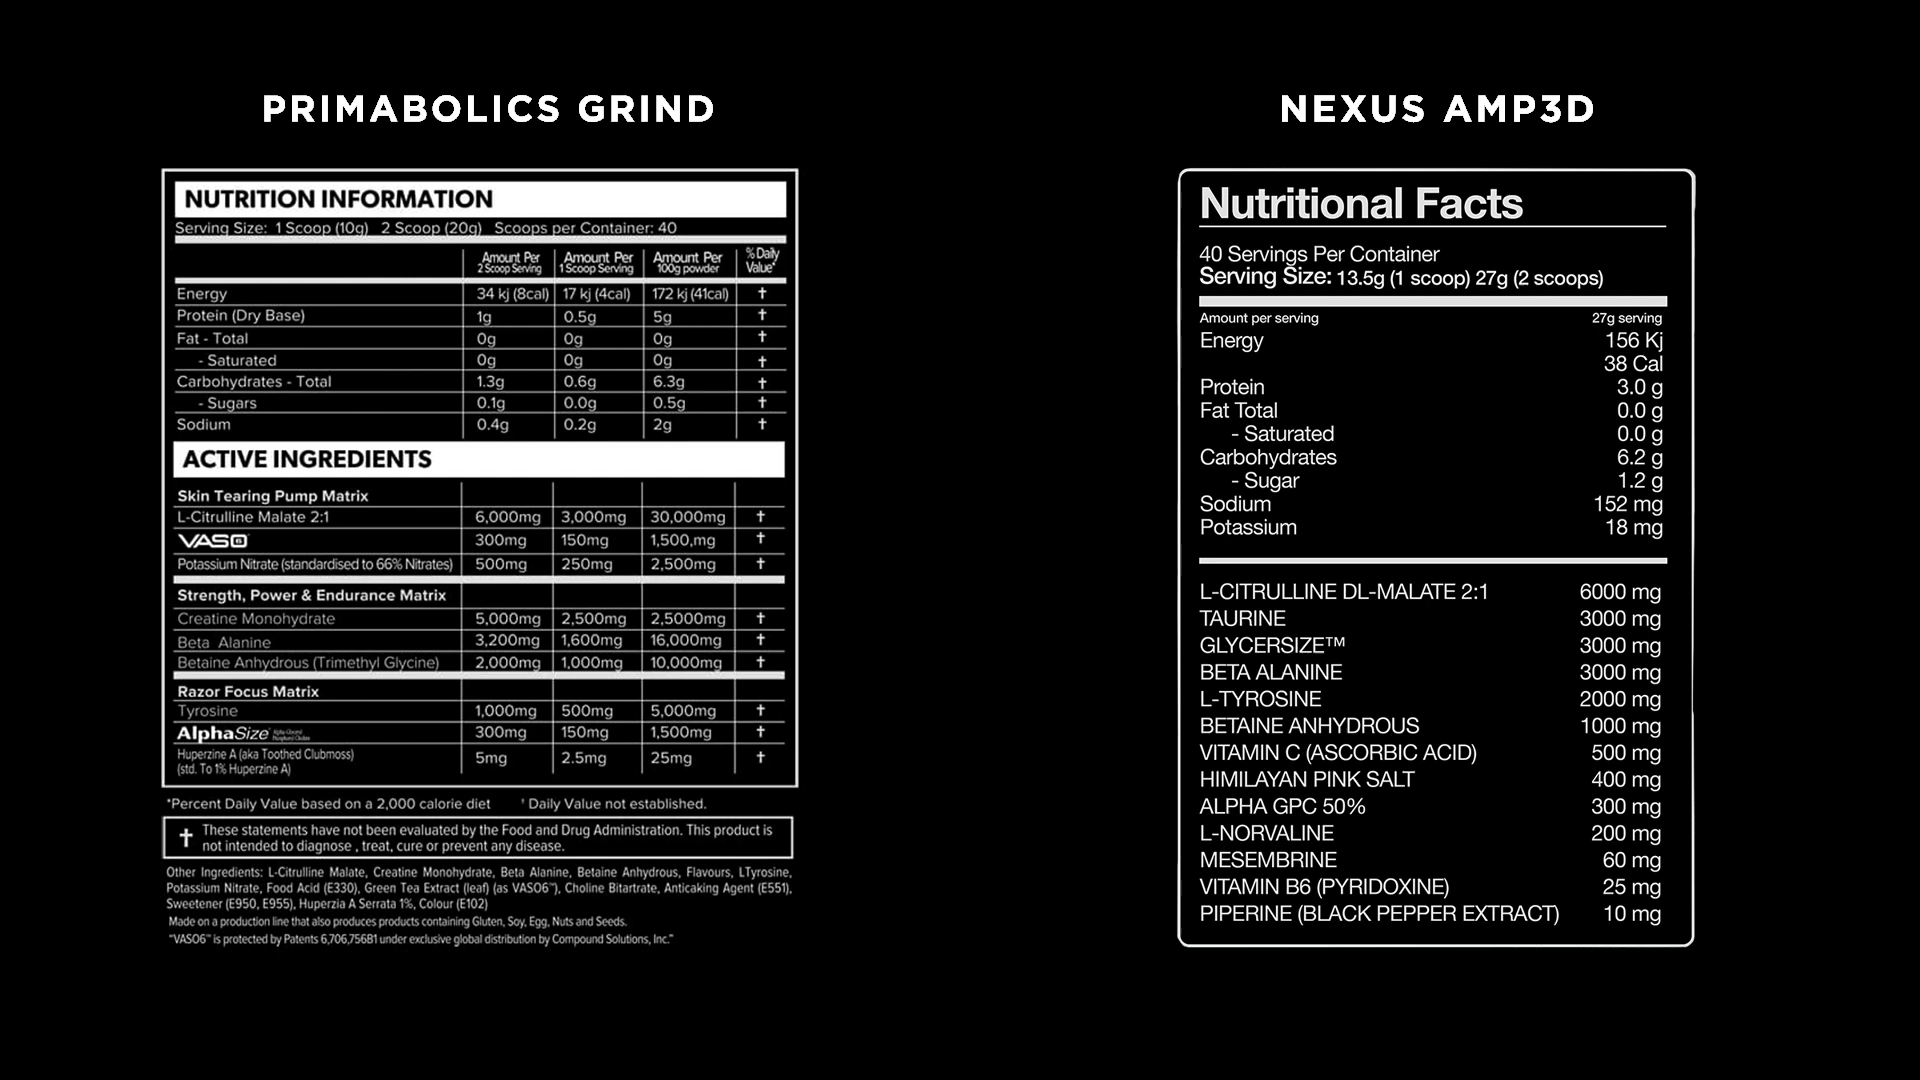 PRIMABOLICS GRIND
NUTRITION INFORMATION
Serving Size: 1 Scoop (10g) 2 Scoop (20g) Scoops per Container: 40
Amount Per 2 Scoop Serving Amount Per 1 Scoop Serving Amount Per 100g powder % Daily Value*
Energy 34 kj (8cal) 17 kj (4cal) 172 kj (41cal) †
Protein (Dry Base) 1g 0.5g 5g †
Fat - Total 0g 0g 0g †
- Saturated 0g 0g 0g †
Carbohydrates - Total 1.3g 0.6g 6.3g †
- Sugars 0.1g 0.0g 0.5g †
Sodium 0.4g 0.2g 2g †
ACTIVE INGREDIENTS
Skin Tearing Pump Matrix
L-Citrulline Malate 2:1 6,000mg 3,000mg 30,000mg †
VASO6 300mg 150mg 1,500,mg †
Potassium Nitrate (standardised to 66% Nitrates) 500mg 250mg 2,500mg †
Strength, Power & Endurance Matrix
Creatine Monohydrate 5,000mg 2,500mg 2,5000mg †
Beta Alanine 3,200mg 1,600mg 16,000mg †
Betaine Anhydrous (Trimethyl Glycine) 2,000mg 1,000mg 10,000mg †
Razor Focus Matrix
Tyrosine 1,000mg 500mg 5,000mg †
AlphaSize 300mg 150mg 1,500mg †
Huperzine A (aka Toothed Clubmoss)
(std. To 1% Huperzine A) 5mg 2.5mg 25mg †
*Percent Daily Value based on a 2,000 calorie diet † Daily Value not established.
† These statements have not been evaluated by the Food and Drug Administration. This product is
not intended to diagnose , treat, cure or prevent any disease.
Other Ingredients: L-Citrulline Malate, Creatine Monohydrate, Beta Alanine, Betaine Anhydrous, Flavours, LTyrosine,
Potassium Nitrate, Food Acid (E330), Green Tea Extract (leaf) (as VASO6™), Choline Bitartrate, Anticaking Agent (E551),
Sweetener (E950, E955), Huperzia A Serrata 1%, Colour (E102)
Made on a production line that also produces products containing Gluten, Soy, Egg, Nuts and Seeds.
"VASO6™ is protected by Patents 6,706,756B1 under exclusive global distribution by Compound Solutions, Inc."
NEXUS AMP3D
Nutritional Facts
40 Servings Per Container
Serving Size: 13.5g (1 scoop) 27g (2 scoops)
Amount per serving 27g serving
Energy 156 Kj
38 Cal
Protein 3.0 g
Fat Total 0.0 g
- Saturated 0.0 g
Carbohydrates 6.2 g
- Sugar 1.2 g
Sodium 152 mg
Potassium 18 mg
L-CITRULLINE DL-MALATE 2:1 6000 mg
TAURINE 3000 mg
GLYCERSIZE™ 3000 mg
BETA ALANINE 3000 mg
L-TYROSINE 2000 mg
BETAINE ANHYDROUS 1000 mg
VITAMIN C (ASCORBIC ACID) 500 mg
HIMILAYAN PINK SALT 400 mg
ALPHA GPC 50% 300 mg
L-NORVALINE 200 mg
MESEMBRINE 60 mg
VITAMIN B6 (PYRIDOXINE) 25 mg
PIPERINE (BLACK PEPPER EXTRACT) 10 mg